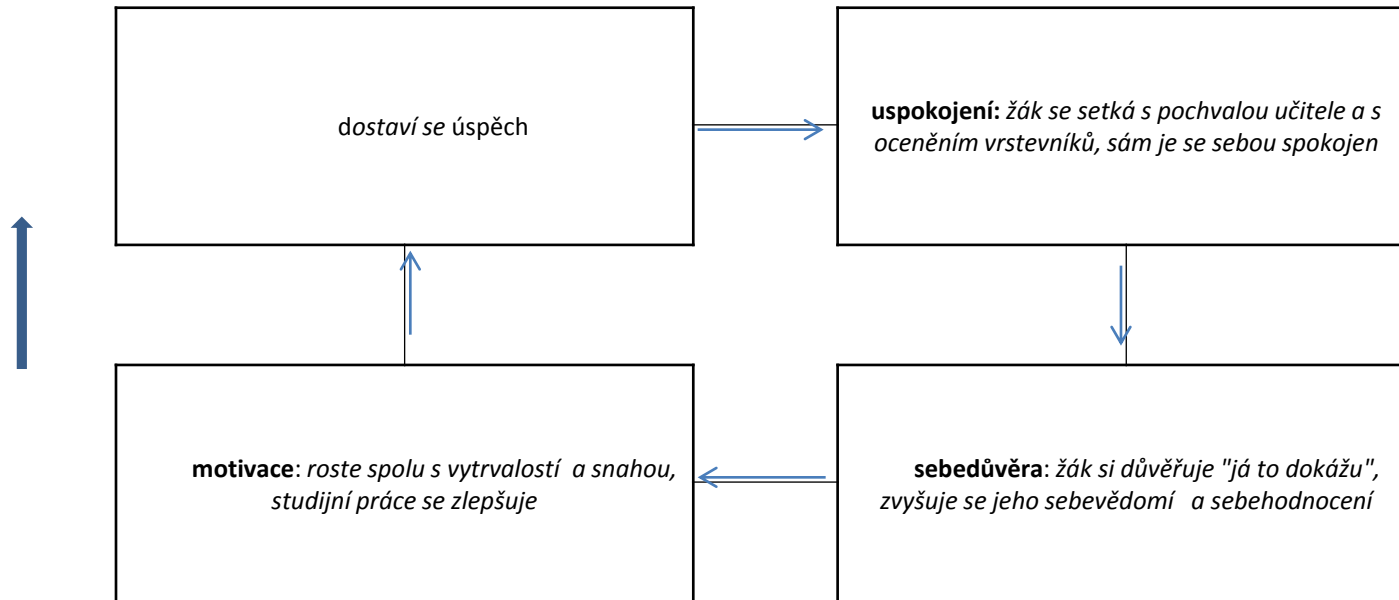 dostaví se úspěch
uspokojení: žák se setká s pochvalou učitele a s
oceněním vrstevníků, sám je se sebou spokojen
motivace: roste spolu s vytrvalostí a snahou,
studijní práce se zlepšuje
sebedůvěra: žák si důvěřuje "já to dokážu",
zvyšuje se jeho sebevědomí a sebehodnocení